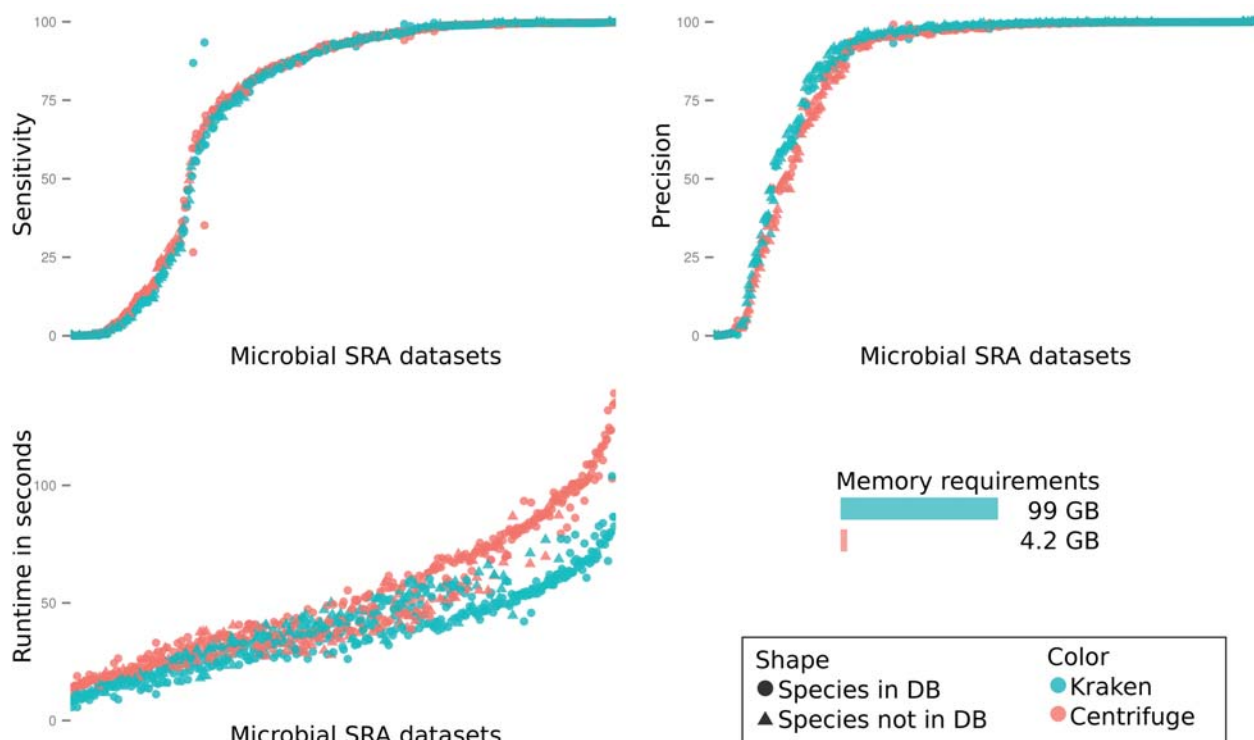 100
75
50
25
0
Sensitivity
Microbial SRA datasets
100
75
50
25
0
Precision
Microbial SRA datasets
100
50
0
Runtime in seconds
Microbial SRA datasets
Memory requirements
99 GB
4.2 GB
Shape
Species in DB
Species not in DB
Color
Kraken
Centrifuge